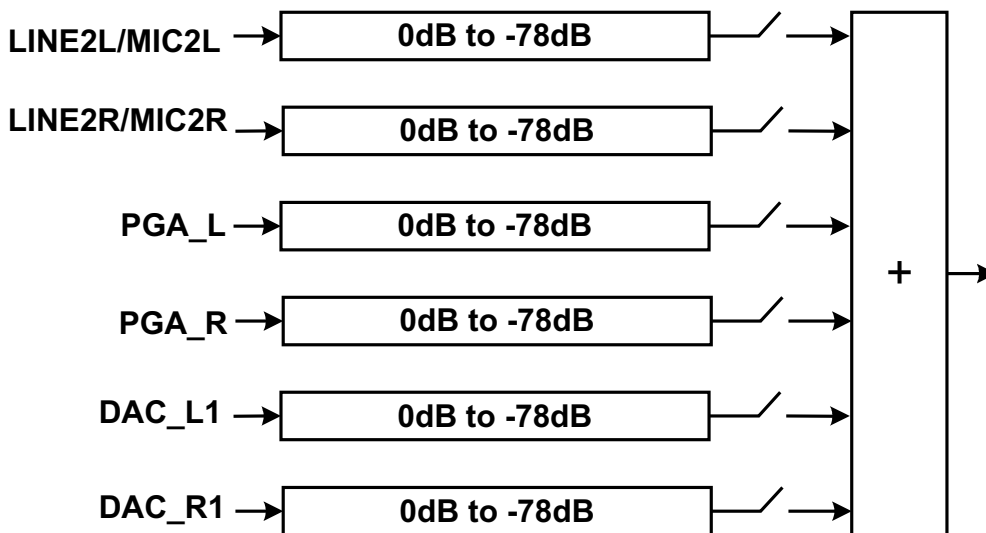 LINE2L/MIC2L 0dB to -78dB
LINE2R/MIC2R 0dB to -78dB
PGA_L 0dB to -78dB
+
PGA_R 0dB to -78dB
DAC_L1 0dB to -78dB
DAC_R1 0dB to -78dB